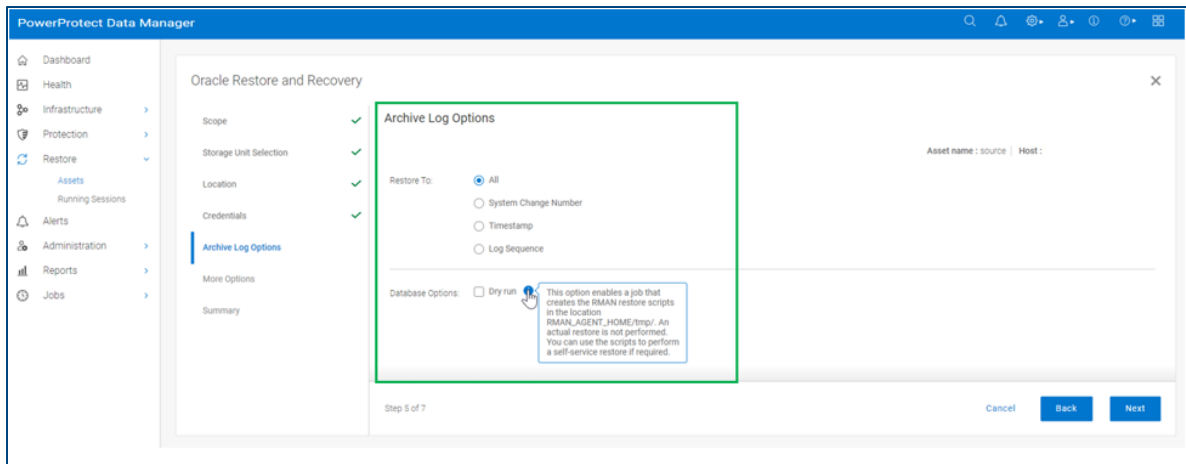 PowerProtect Data Manager
Dashboard
Health
Infrastructure
Protection
Restore
Assets
Running Sessions
Alerts
Administration
Reports
Jobs
Oracle Restore and Recovery
Scope
Storage Unit Selection
Location
Credentials
Archive Log Options
More Options
Summary
Archive Log Options
Asset name : source | Host :
Restore To:
All
System Change Number
Timestamp
Log Sequence
Database Options:
Dry run
This option enables a job that
creates the RMAN restore scripts
in the location
RMAN_AGENT_HOME/tmp/. An
actual restore is not performed.
You can use the scripts to perform
a self-service restore if required.
Step 5 of 7
Cancel
Back
Next